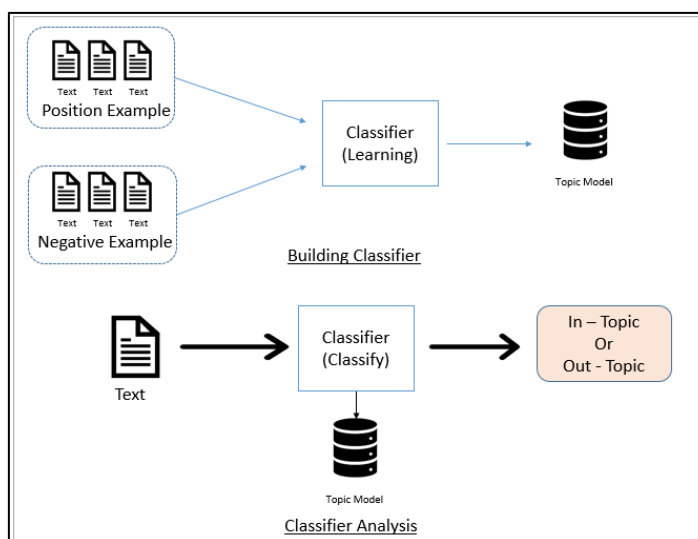 Text Text Text
Position Example
Classifier
(Learning)
Topic Model
Text Text Text
Negative Example
Building Classifier
Text
Classifier
(Classify)
In – Topic
Or
Out - Topic
Topic Model
Classifier Analysis